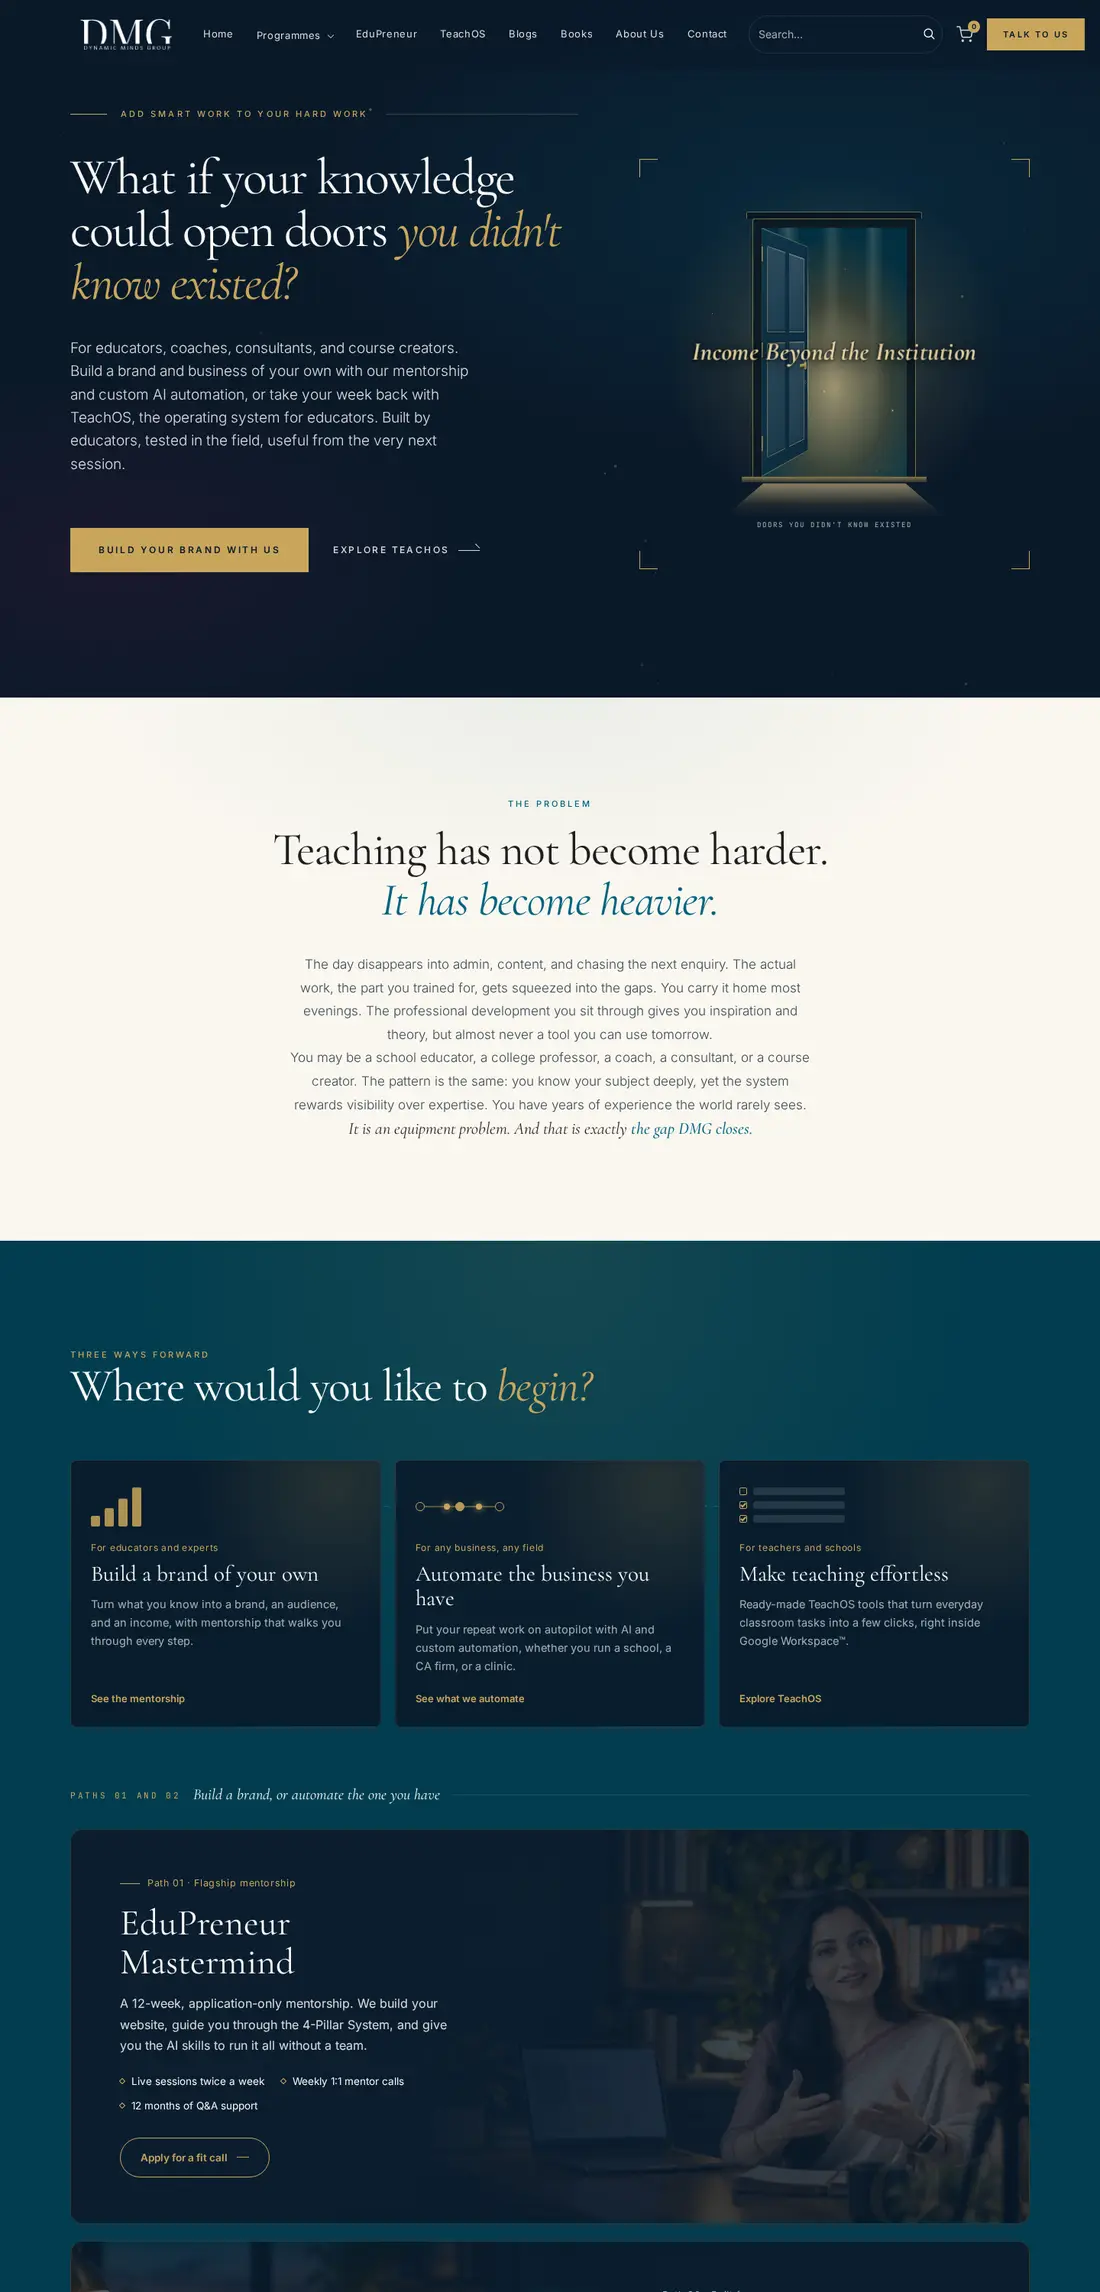 DMG
DYNAMIC MINDS GROUP
Home
Programmes
EduPreneur
TeachOS
Blogs
Books
About Us
Contact
Search...
0
TALK TO US
ADD SMART WORK TO YOUR HARD WORK
What if your knowledge
could open doors you didn't
know existed?
For educators, coaches, consultants, and course creators.
Build a brand and business of your own with our mentorship
and custom AI automation, or take your week back with
TeachOS, the operating system for educators. Built by
educators, tested in the field, useful from the very next
session.
BUILD YOUR BRAND WITH US
EXPLORE TEACHOS
Income Beyond the Institution
DOORS YOU DIDN'T KNOW EXISTED
THE PROBLEM
Teaching has not become harder.
It has become heavier.
The day disappears into admin, content, and chasing the next enquiry. The actual
work, the part you trained for, gets squeezed into the gaps. You carry it home most
evenings. The professional development you sit through gives you inspiration and
theory, but almost never a tool you can use tomorrow.
You may be a school educator, a college professor, a coach, a consultant, or a course
creator. The pattern is the same: you know your subject deeply, yet the system
rewards visibility over expertise. You have years of experience the world rarely sees.
It is an equipment problem. And that is exactly the gap DMG closes.
THREE WAYS FORWARD
Where would you like to begin?
For educators and experts
Build a brand of your own
Turn what you know into a brand, an audience,
and an income, with mentorship that walks you
through every step.
See the mentorship
For any business, any field
Automate the business you
have
Put your repeat work on autopilot with AI and
custom automation, whether you run a school, a
CA firm, or a clinic.
See what we automate
For teachers and schools
Make teaching effortless
Ready-made TeachOS tools that turn everyday
classroom tasks into a few clicks, right inside
Google Workspace™.
Explore TeachOS
PATHS 01 AND 02 Build a brand, or automate the one you have
Path 01 · Flagship mentorship
EduPreneur
Mastermind
A 12-week, application-only mentorship. We build your
website, guide you through the 4-Pillar System, and give
you the AI skills to run it all without a team.
Live sessions twice a week
Weekly 1:1 mentor calls
12 months of Q&A support
Apply for a fit call